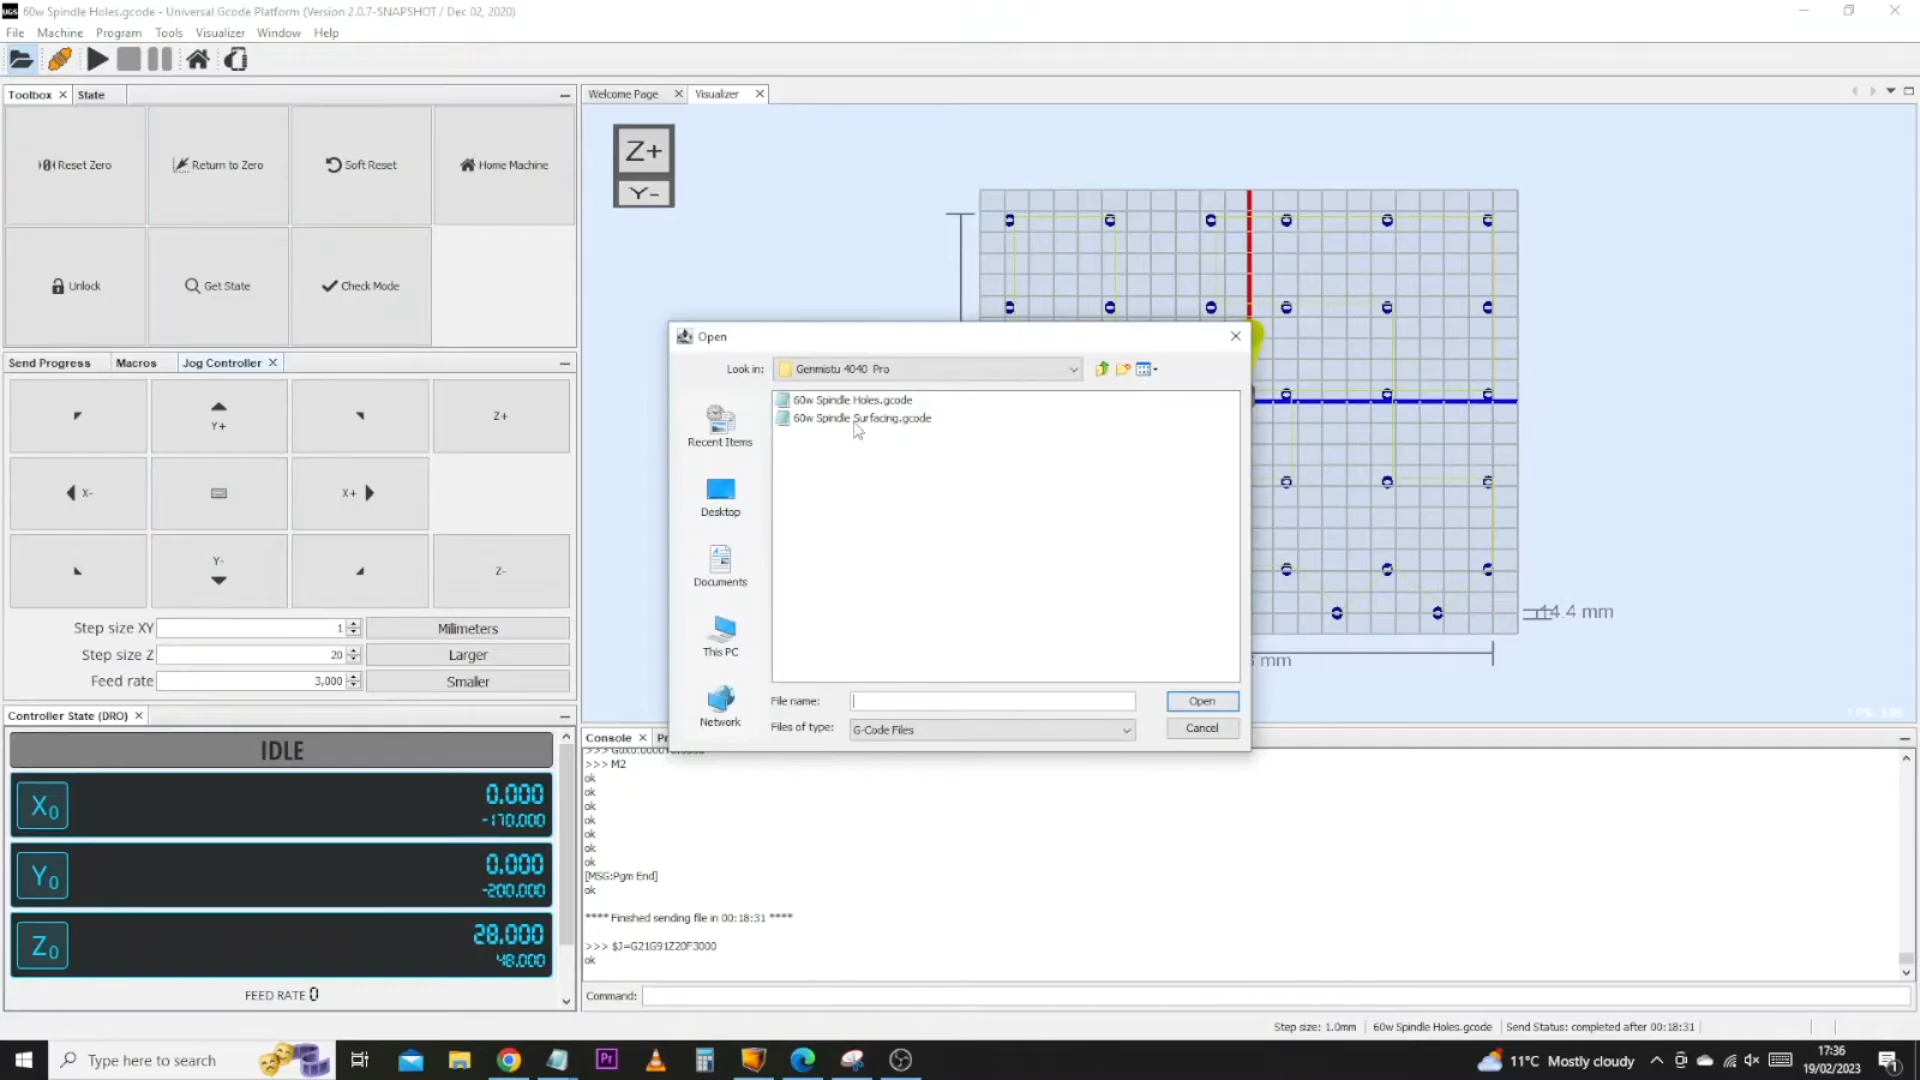 60w Spindle Holes.gcode - Universal Gcode Platform (Version 2.0.7-SNAPSHOT / Dec 02, 2020)
File Machine Program Tools Visualizer Window Help
Toolbox State
Welcome Page Visualizer
Reset Zero Return to Zero Soft Reset Home Machine
Z+
Y-
Unlock Get State Check Mode
Open
Send Progress Macros Jog Controller
Look in: Genmistu 4040 Pro
60w Spindle Holes.gcode
60w Spindle Surfacing.gcode
Recent Items
Desktop
Documents
This PC
Network
File name: Open
Files of type: G-Code Files Cancel
Y+ Z+
X- X+
Y- Z-
Step size XY 1 Milimeters
Step size Z 20 Larger
Feed rate 3,000 Smaller
14.4 mm
mm
Controller State (DRO)
IDLE
X0 0.000
-170.000
Y0 0.000
-200.000
Z0 28.000
48.000
FEED RATE 0
Console
>>> M2
ok
ok
ok
ok
ok
ok
ok
[MSG:Pgm End]
ok
**** Finished sending file in 00:18:31 ****
>>> $J=G21G91Z20F3000
ok
Command:
Step size: 1.0mm 60w Spindle Holes.gcode Send Status: completed after 00:18:31
Type here to search
Pr
11°C Mostly cloudy
17:36
19/02/2023
1